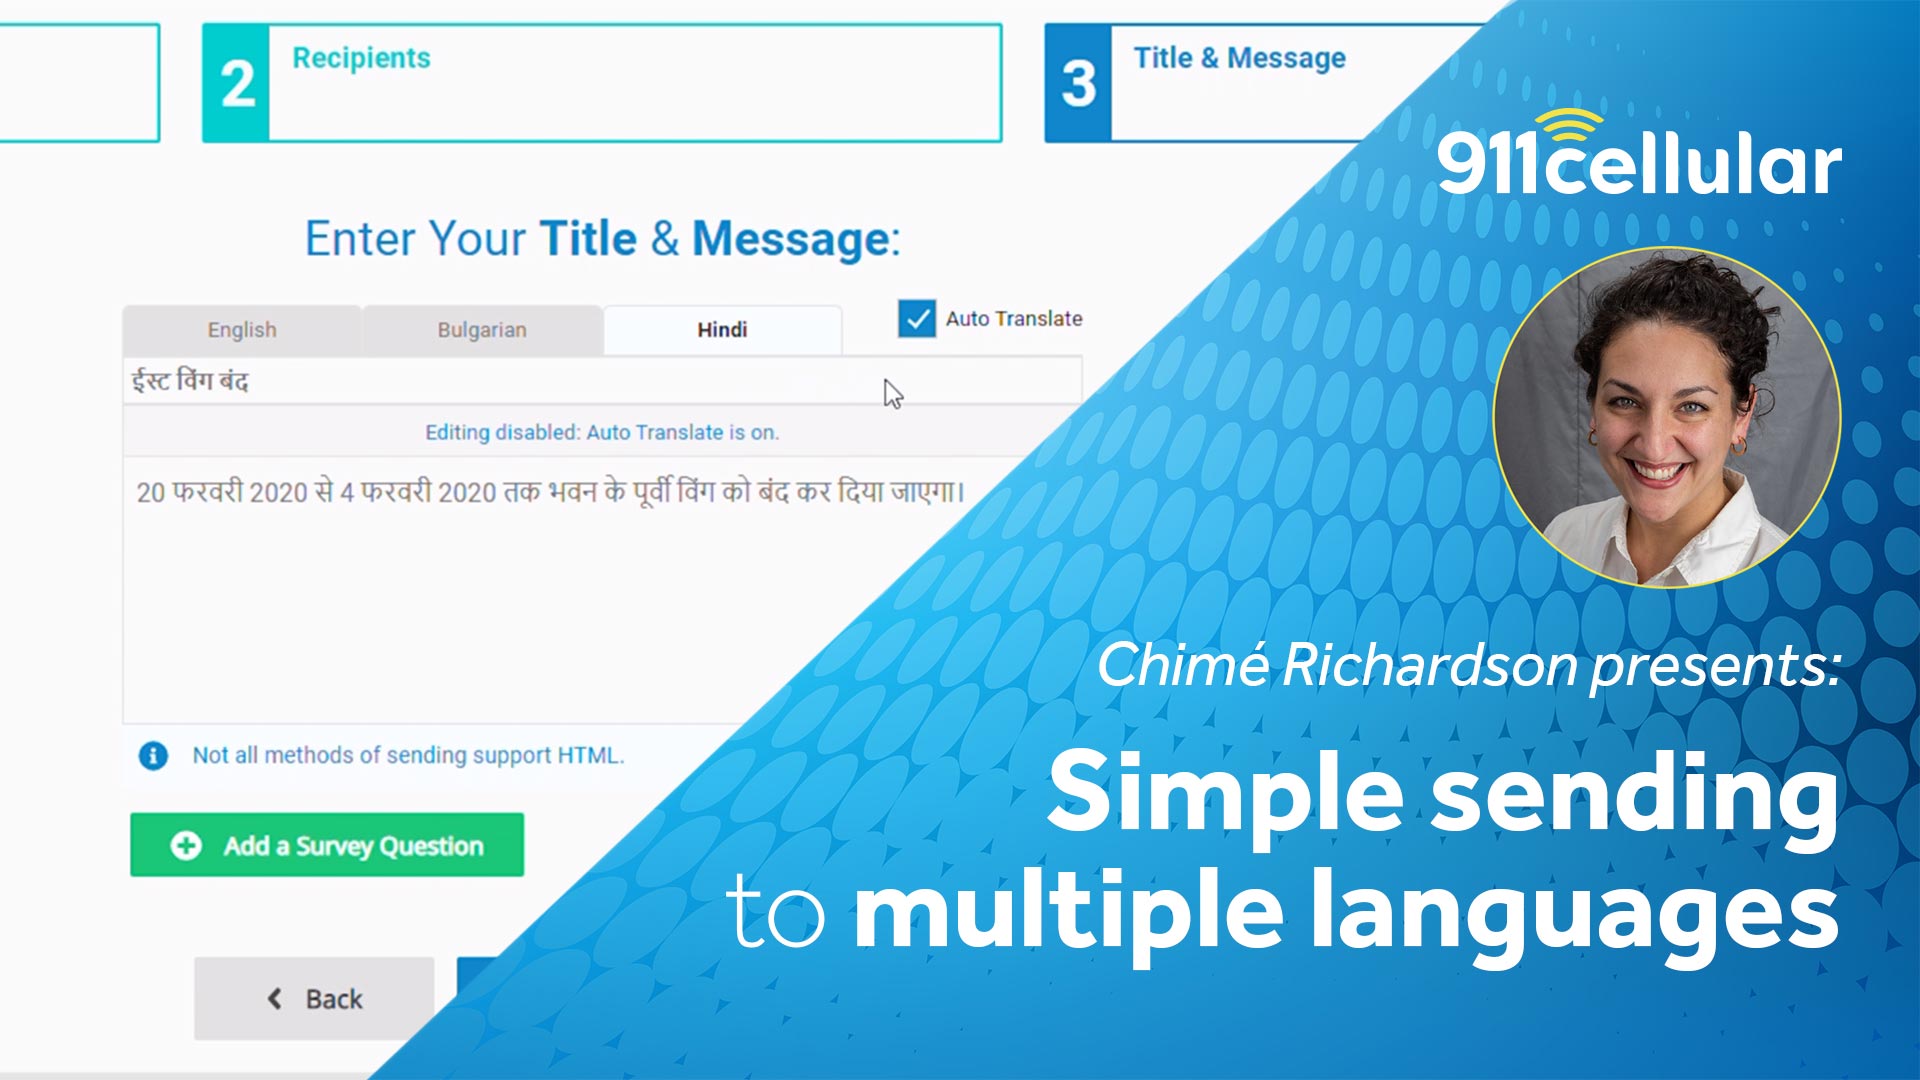 2 Recipients
3 Title & Message
Enter Your Title & Message:
English Bulgarian Hindi Auto Translate
ईस्ट विंग बंद
Editing disabled: Auto Translate is on.
20 फरवरी 2020 से 4 फरवरी 2020 तक भवन के पूर्वी विंग को बंद कर दिया जाएगा।
Not all methods of sending support HTML.
Add a Survey Question
Back
911cellular
Chimé Richardson presents:
Simple sending
to multiple languages